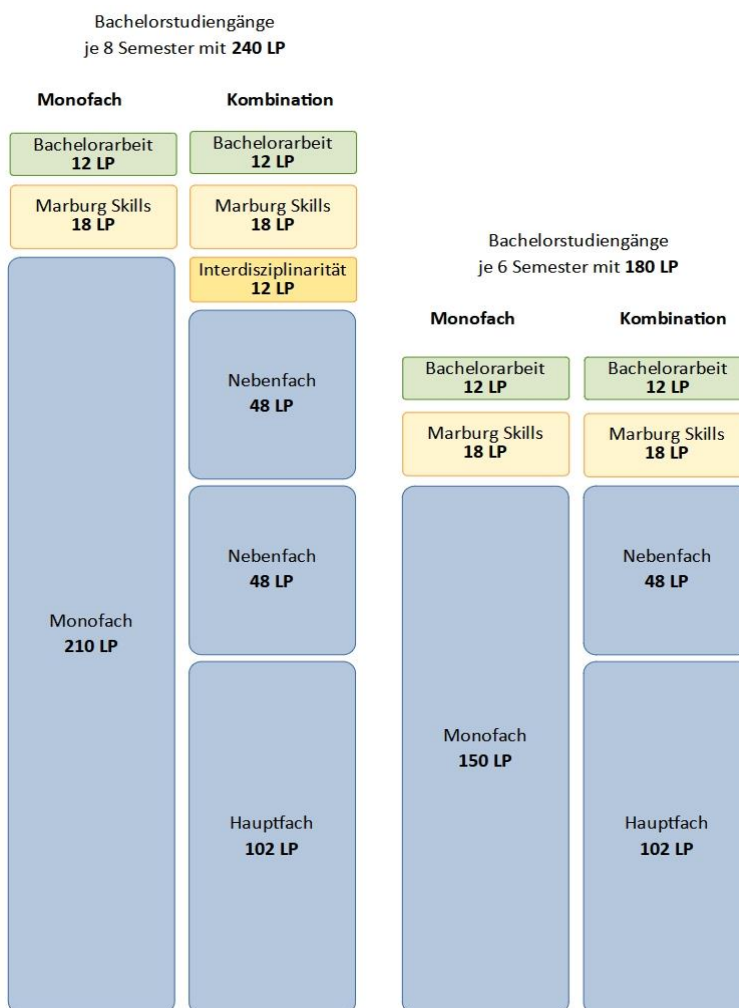 Bachelorstudiengänge
je 8 Semester mit 240 LP
Monofach
Bachelorarbeit
12 LP
Marburg Skills
18 LP
Monofach
210 LP
Kombination
Bachelorarbeit
12 LP
Marburg Skills
18 LP
Interdisziplinarität
12 LP
Nebenfach
48 LP
Nebenfach
48 LP
Hauptfach
102 LP
Bachelorstudiengänge
je 6 Semester mit 180 LP
Monofach
Bachelorarbeit
12 LP
Marburg Skills
18 LP
Monofach
150 LP
Kombination
Bachelorarbeit
12 LP
Marburg Skills
18 LP
Nebenfach
48 LP
Hauptfach
102 LP